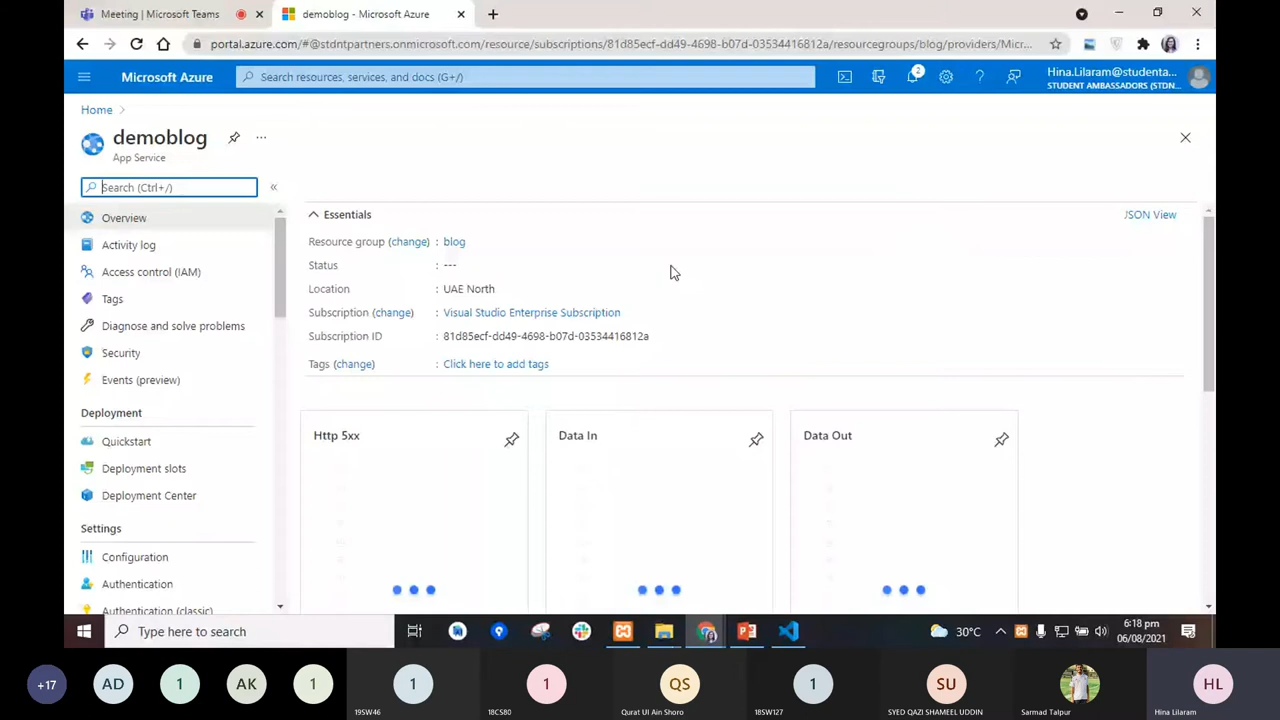 Meeting | Microsoft Teams
demoblog - Microsoft Azure
portal.azure.com/#@stdntpartners.onmicrosoft.com/resource/subscriptions/81d85ecf-dd49-4698-b07d-03534416812a/resourcegroups/blog/providers/Micr...
Microsoft Azure
Search resources, services, and docs (G+/)
2
Hina.Lilaram@studenta...
STUDENT AMBASSADORS (STDN...
Home
demoblog
App Service
Search (Ctrl+/)
Overview
Activity log
Access control (IAM)
Tags
Diagnose and solve problems
Security
Events (preview)
Deployment
Quickstart
Deployment slots
Deployment Center
Settings
Configuration
Authentication
Authentication (classic)
Essentials
JSON View
Resource group (change) : blog
Status : ---
Location : UAE North
Subscription (change) : Visual Studio Enterprise Subscription
Subscription ID : 81d85ecf-dd49-4698-b07d-03534416812a
Tags (change) : Click here to add tags
Http 5xx
Data In
Data Out
Type here to search
30°C
6:18 pm
06/08/2021
+17
AD
1
AK
1
1
19SW46
1
18CS80
QS
Qurat Ul Ain Shoro
1
18SW127
SU
SYED QAZI SHAMEEL UDDIN
Sarmad Talpur
HL
Hina Lilaram